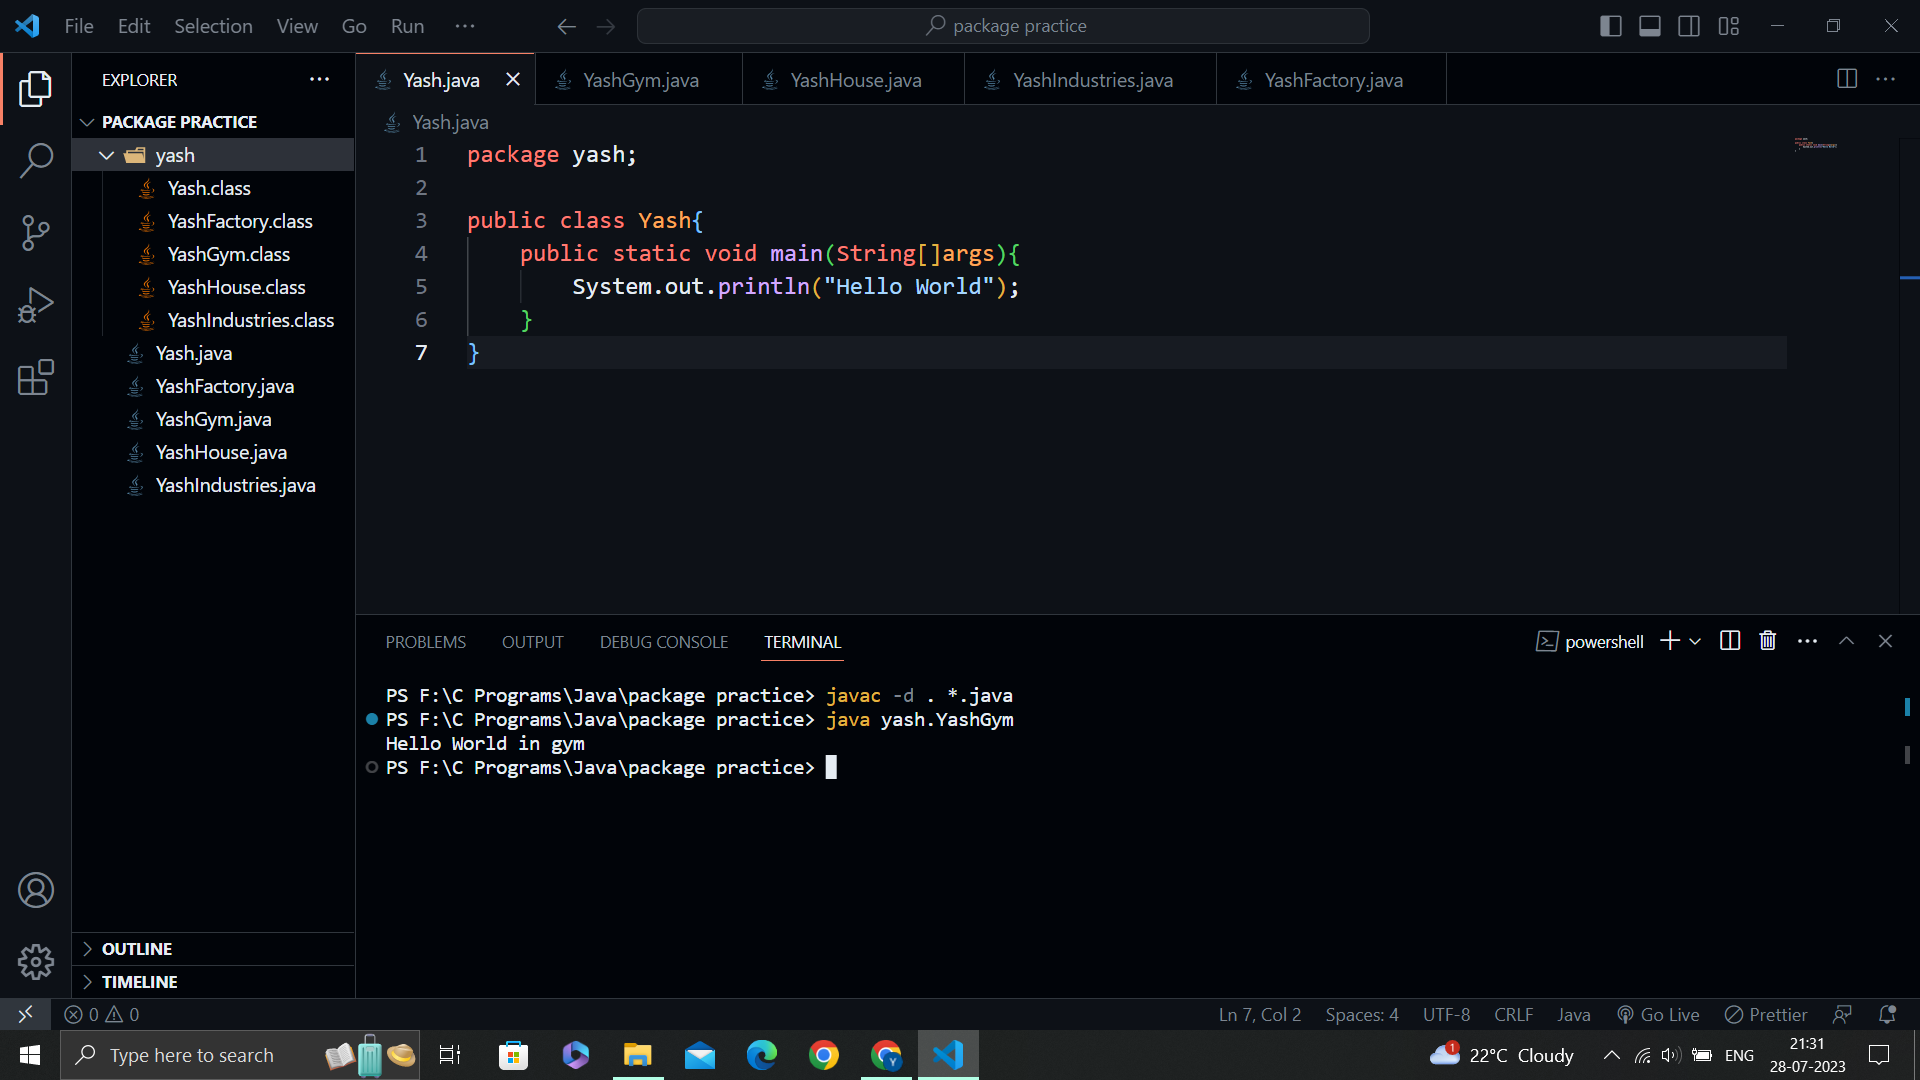 File Edit Selection View Go Run ··· package practice
EXPLORER ···
PACKAGE PRACTICE
yash
Yash.class
YashFactory.class
YashGym.class
YashHouse.class
YashIndustries.class
Yash.java
YashFactory.java
YashGym.java
YashHouse.java
YashIndustries.java
OUTLINE
TIMELINE
Yash.java YashGym.java YashHouse.java YashIndustries.java YashFactory.java
Yash.java
1 package yash;
2
3 public class Yash{
4 public static void main(String[]args){
5 System.out.println("Hello World");
6 }
7 }
PROBLEMS OUTPUT DEBUG CONSOLE TERMINAL powershell
PS F:\C Programs\Java\package practice> javac -d . *.java
PS F:\C Programs\Java\package practice> java yash.YashGym
Hello World in gym
PS F:\C Programs\Java\package practice>
0 0 Ln 7, Col 2 Spaces: 4 UTF-8 CRLF Java Go Live Prettier
Type here to search Y 1 22°C Cloudy ENG 21:31
28-07-2023